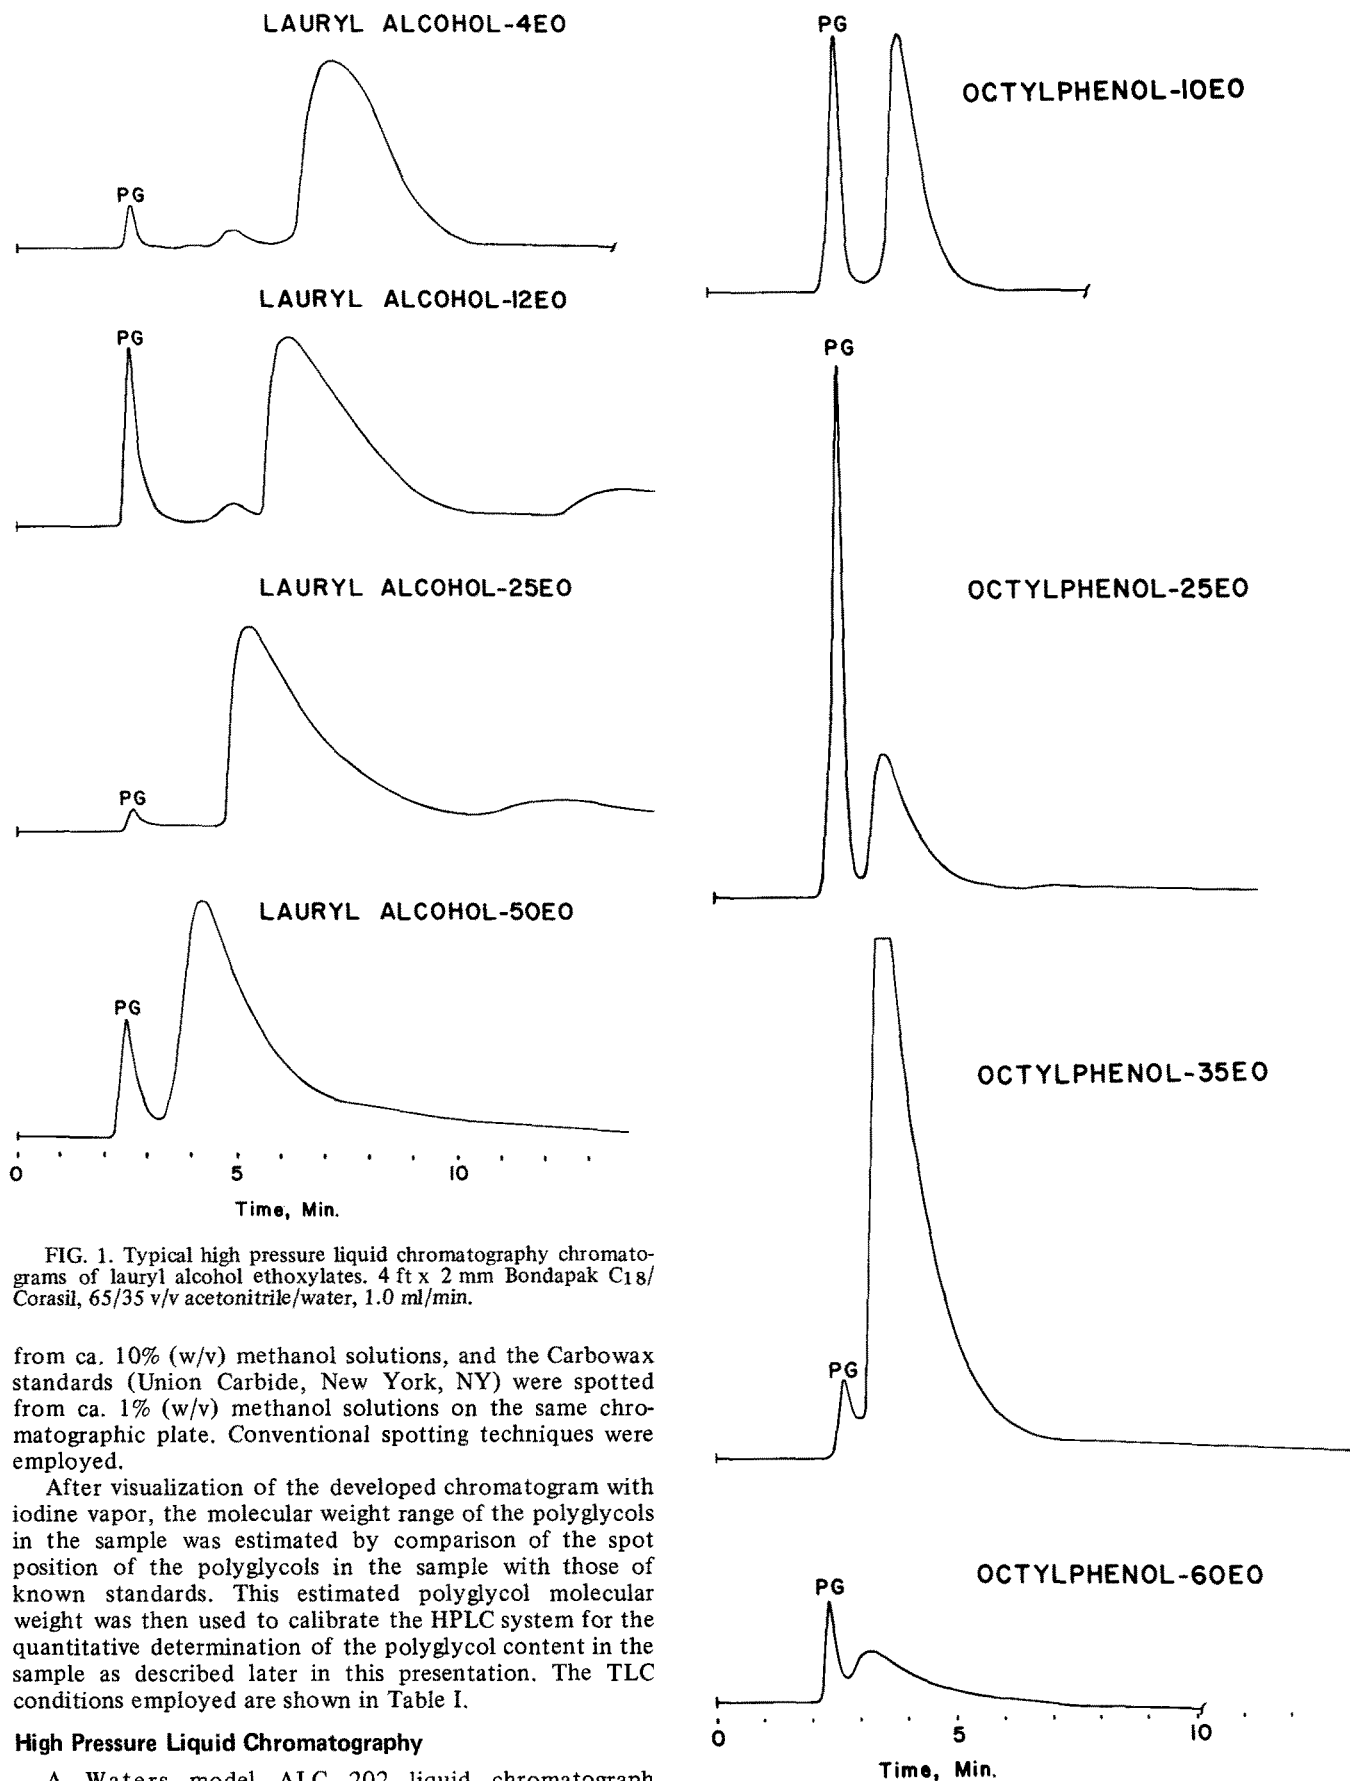 LAURYL ALCOHOL-4EO
PG
LAURYL ALCOHOL-12EO
PG
LAURYL ALCOHOL-25EO
PG
LAURYL ALCOHOL-50EO
PG
0 5 10
Time, Min.
FIG. 1. Typical high pressure liquid chromatography chromato-
grams of lauryl alcohol ethoxylates. 4 ft x 2 mm Bondapak C18/
Corasil, 65/35 v/v acetonitrile/water, 1.0 ml/min.
from ca. 10% (w/v) methanol solutions, and the Carbowax
standards (Union Carbide, New York, NY) were spotted
from ca. 1% (w/v) methanol solutions on the same chro-
matographic plate. Conventional spotting techniques were
employed.
After visualization of the developed chromatogram with
iodine vapor, the molecular weight range of the polyglycols
in the sample was estimated by comparison of the spot
position of the polyglycols in the sample with those of
known standards. This estimated polyglycol molecular
weight was then used to calibrate the HPLC system for the
quantitative determination of the polyglycol content in the
sample as described later in this presentation. The TLC
conditions employed are shown in Table I.
High Pressure Liquid Chromatography
A Waters model ALC 202 liquid chromatograph
PG
OCTYLPHENOL-10EO
PG
OCTYLPHENOL-25EO
OCTYLPHENOL-35EO
PG
OCTYLPHENOL-60EO
PG
0 5 10
Time, Min.